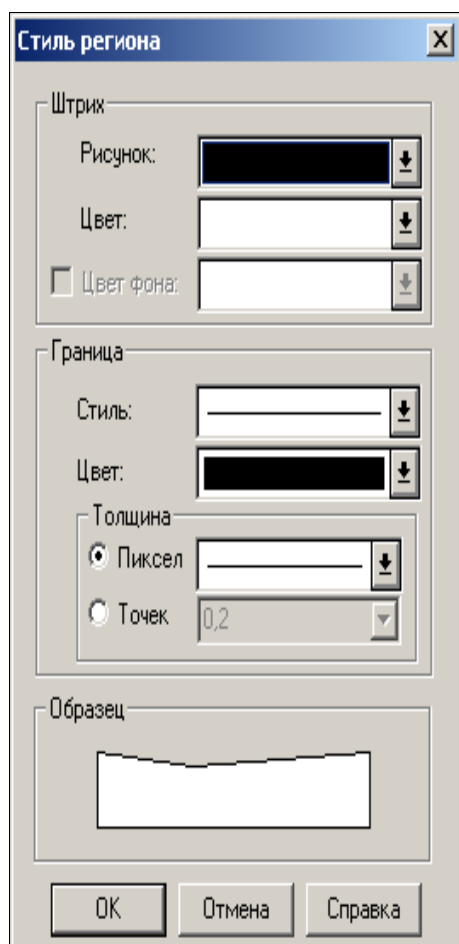 Стиль региона
Штрих
Рисунок:
Цвет:
Цвет фона:
Граница
Стиль:
Цвет:
Толщина
Пиксел
Точек 0,2
Образец
OK Отмена Справка